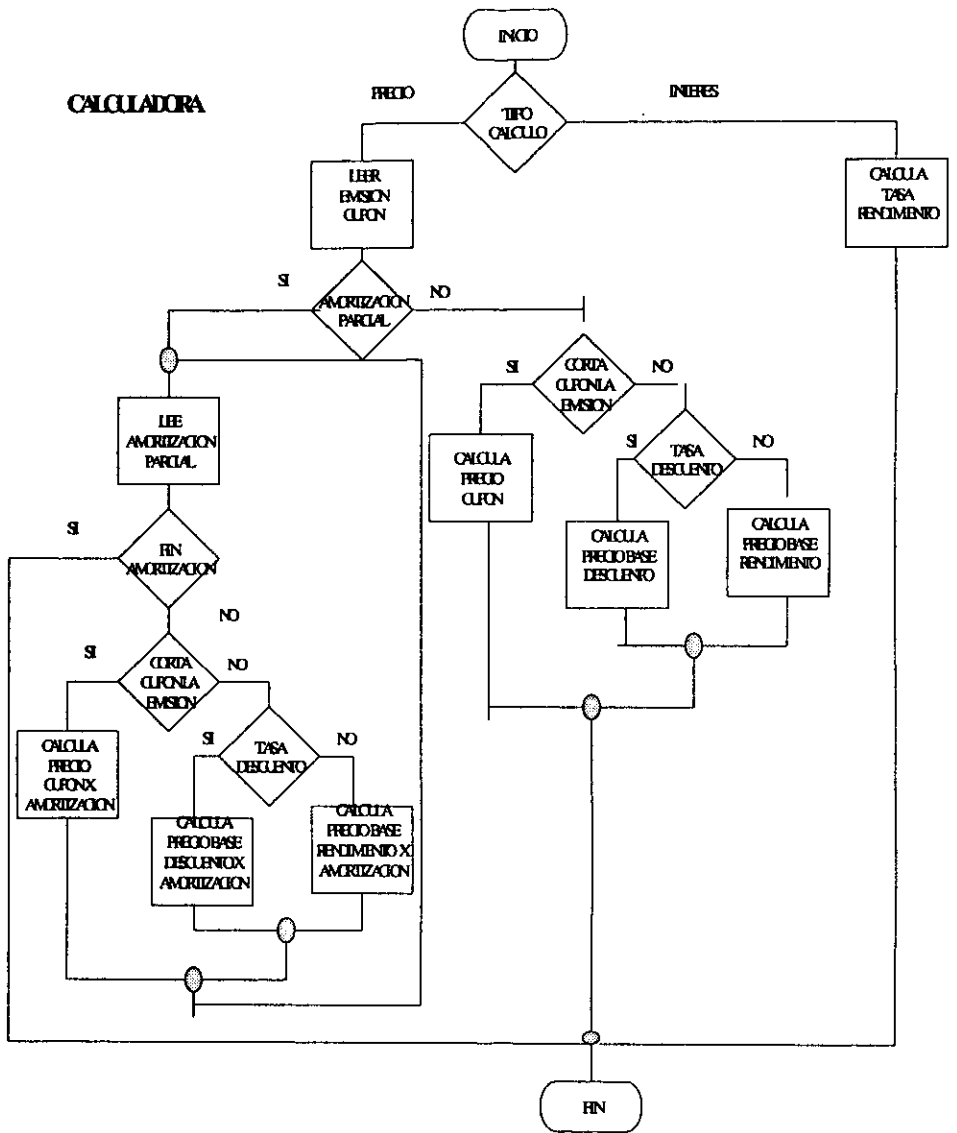 INICIO
CALCULADORA
PRECIO
INTERES
TIPO
CALCULO
LEER
EMISION
CUPON
CALCULA
TASA
RENDIMIENTO
SI
AMORTIZACION
PARCIAL
NO
SI
CORTA
CUPON LA
EMISION
NO
LEE
AMORTIZACION
PARCIAL
CALCULA
PRECIO
CUPON
SI
TASA
DESCUENTO
NO
CALCULA
PRECIO BASE
DESCUENTO
CALCULA
PRECIO BASE
RENDIMIENTO
SI
FIN
AMORTIZACION
NO
SI
CORTA
CUPON LA
EMISION
NO
CALCULA
PRECIO
CUPON X
AMORTIZACION
SI
TASA
DESCUENTO
NO
CALCULA
PRECIO BASE
DESCUENTO X
AMORTIZACION
CALCULA
PRECIO BASE
RENDIMIENTO X
AMORTIZACION
FIN